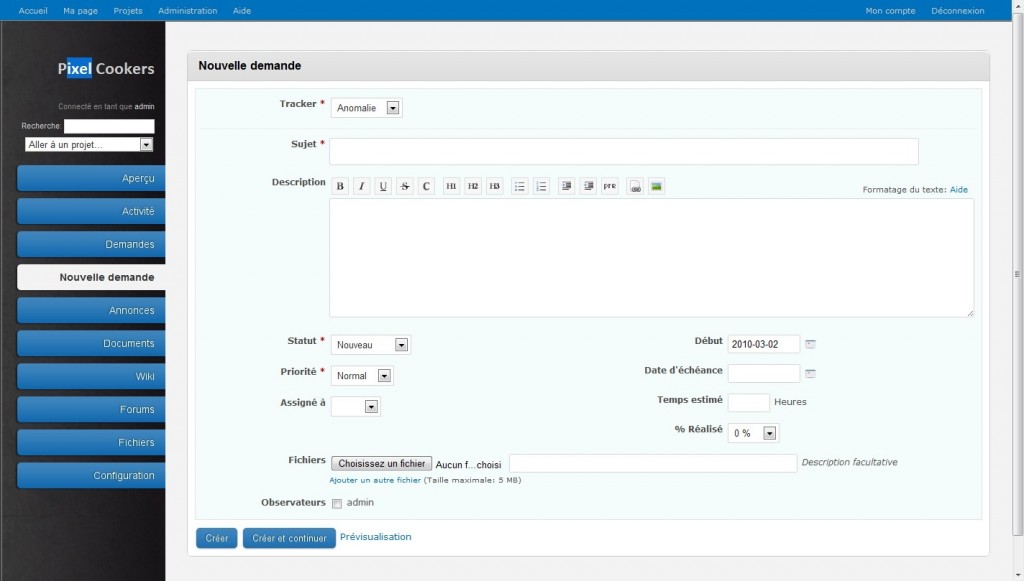 Accueil Ma page Projets Administration Aide Mon compte Déconnexion
Pixel Cookers
Connecté en tant que admin
Recherche:
Aller à un projet...
Aperçu
Activité
Demandes
Nouvelle demande
Annonces
Documents
Wiki
Forums
Fichiers
Configuration
Nouvelle demande
Tracker * Anomalie
Sujet *
Description B I U S C H1 H2 H3 PRE Formatage du texte: Aide
Statut * Nouveau Début 2010-03-02
Priorité * Normal Date d'échéance
Assigné à Temps estimé Heures
% Réalisé 0 %
Fichiers Choisissez un fichier Aucun f...choisi Description facultative
Ajouter un autre fichier (Taille maximale: 5 MB)
Observateurs admin
Créer Créer et continuer Prévisualisation